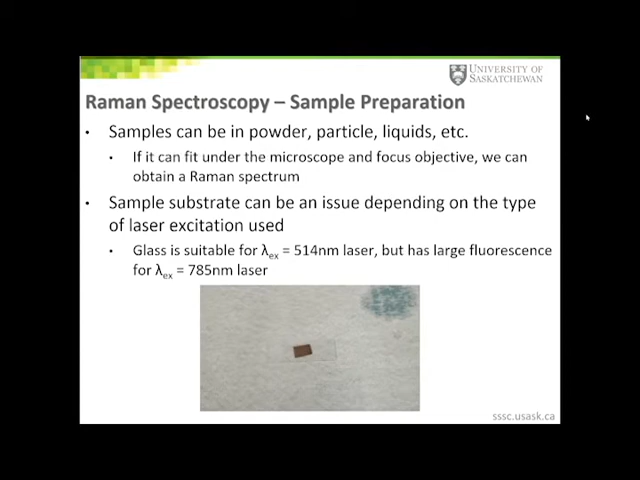 UNIVERSITY OF
SASKATCHEWAN
Raman Spectroscopy – Sample Preparation
• Samples can be in powder, particle, liquids, etc.
• If it can fit under the microscope and focus objective, we can
obtain a Raman spectrum
• Sample substrate can be an issue depending on the type
of laser excitation used
• Glass is suitable for λex = 514nm laser, but has large fluorescence
for λex = 785nm laser
sssc.usask.ca